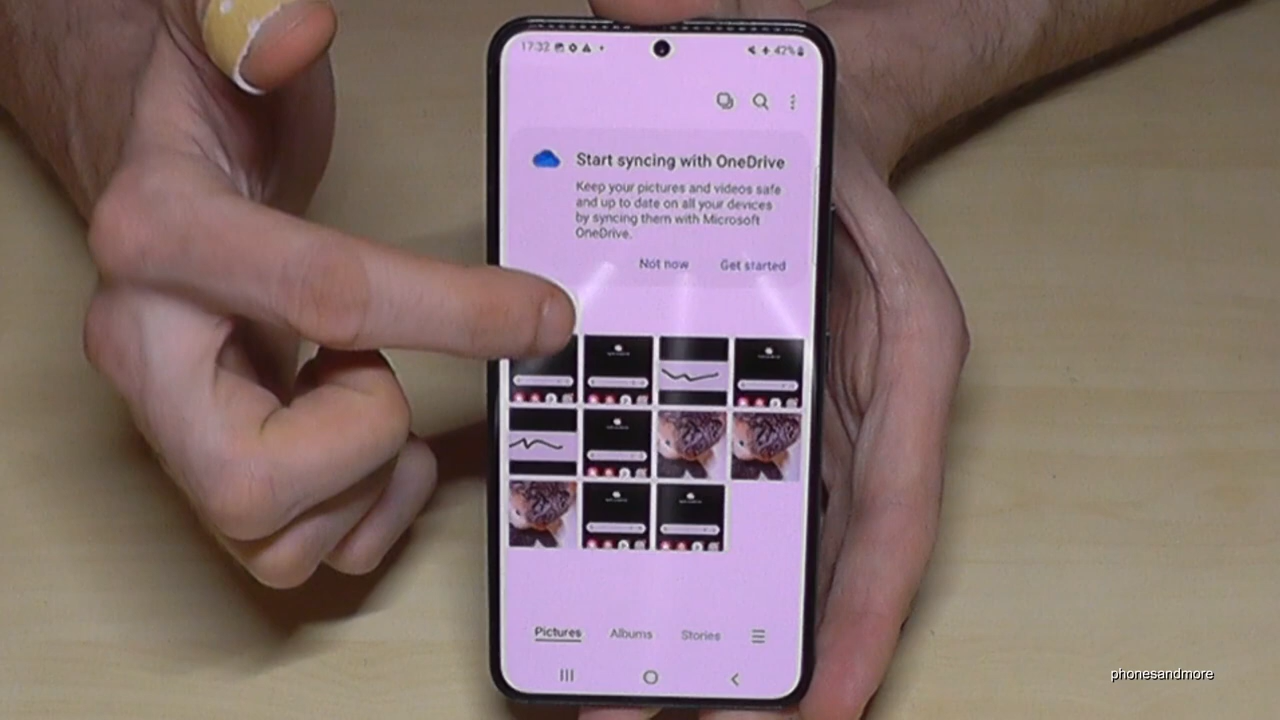 17:32
42%
Start syncing with OneDrive
Keep your pictures and videos safe
and up to date on all your devices
by syncing them with Microsoft
OneDrive.
Not now Get started
Pictures Albums Stories
phonesandmore